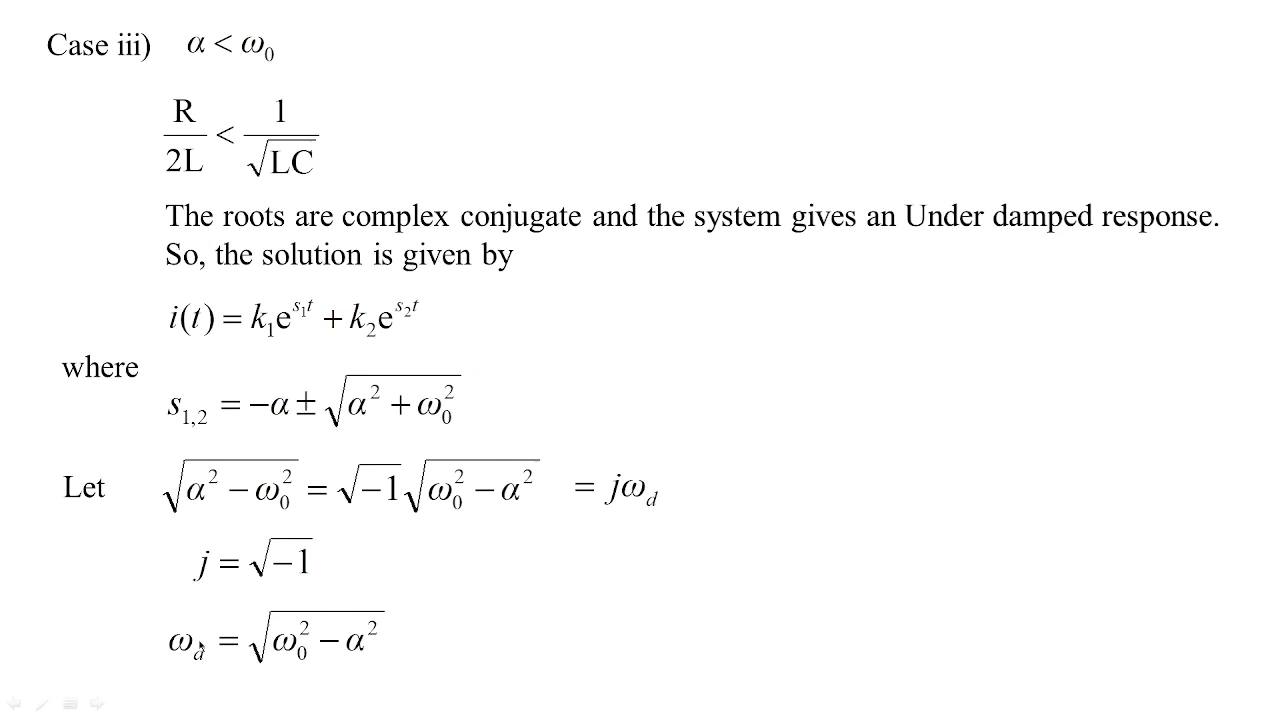 Case iii) α < ω₀
R/2L < 1/√LC
The roots are complex conjugate and the system gives an Under damped response.
So, the solution is given by
i(t) = k₁e^{s₁t} + k₂e^{s₂t}
where
s₁,₂ = −α ± √(α² + ω₀²)
Let √(α² − ω₀²) = √−1 √(ω₀² − α²) = jω_d
j = √−1
ω_d = √(ω₀² − α²)